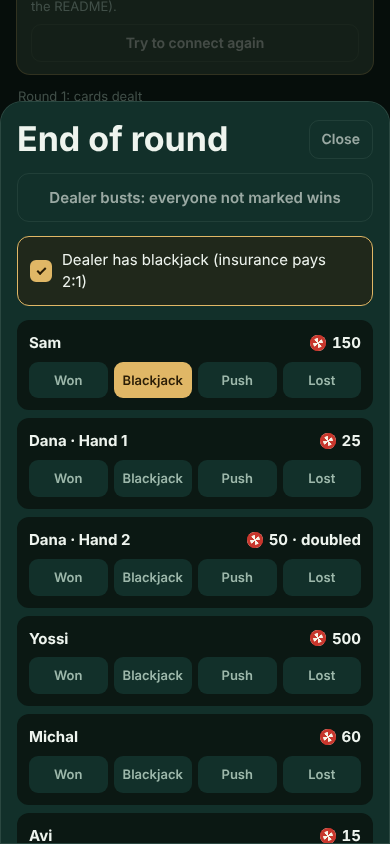 the README).
Try to connect again
Round 1: cards dealt
End of round
Close
Dealer busts: everyone not marked wins
Dealer has blackjack (insurance pays
2:1)
Sam 150
Won Blackjack Push Lost
Dana · Hand 1 25
Won Blackjack Push Lost
Dana · Hand 2 50 · doubled
Won Blackjack Push Lost
Yossi 500
Won Blackjack Push Lost
Michal 60
Won Blackjack Push Lost
Avi 15